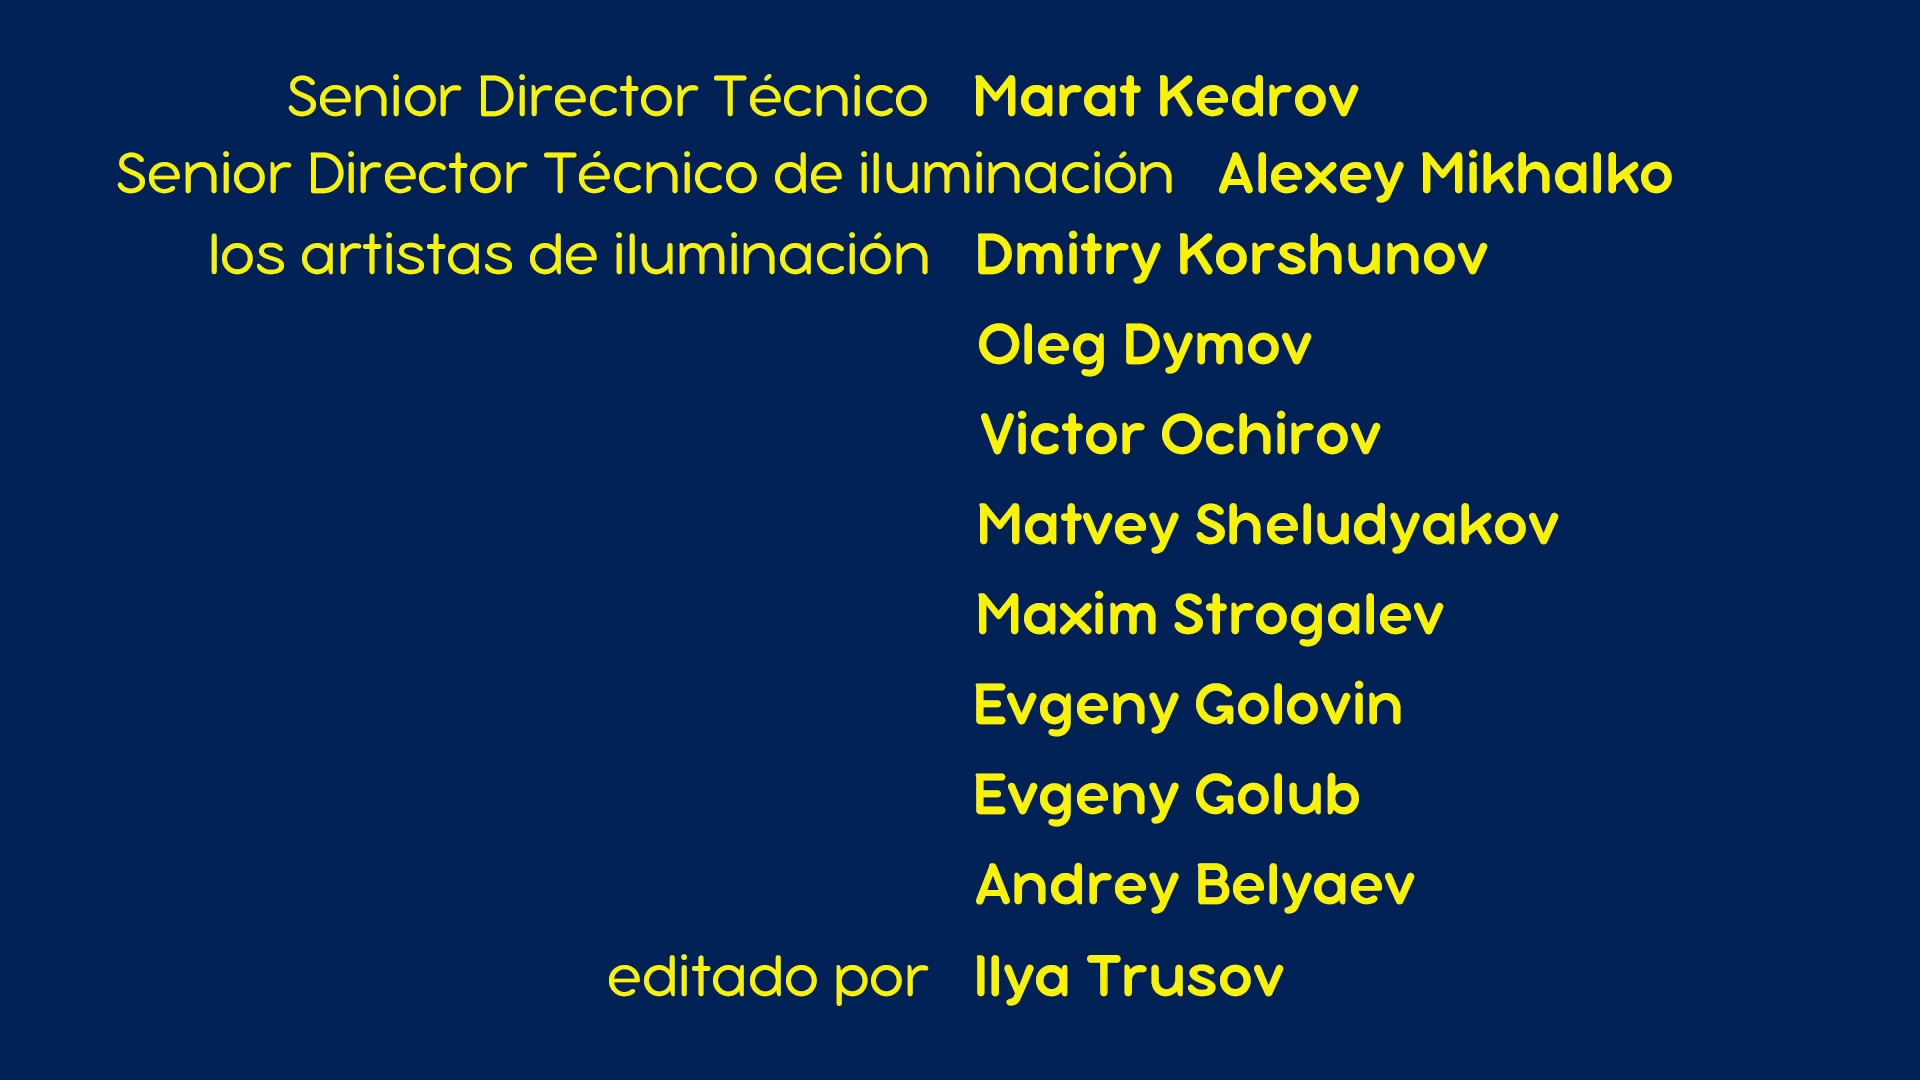 Senior Director Técnico Marat Kedrov
Senior Director Técnico de iluminación Alexey Mikhalko
los artistas de iluminación Dmitry Korshunov
Oleg Dymov
Victor Ochirov
Matvey Sheludyakov
Maxim Strogalev
Evgeny Golovin
Evgeny Golub
Andrey Belyaev
editado por Ilya Trusov